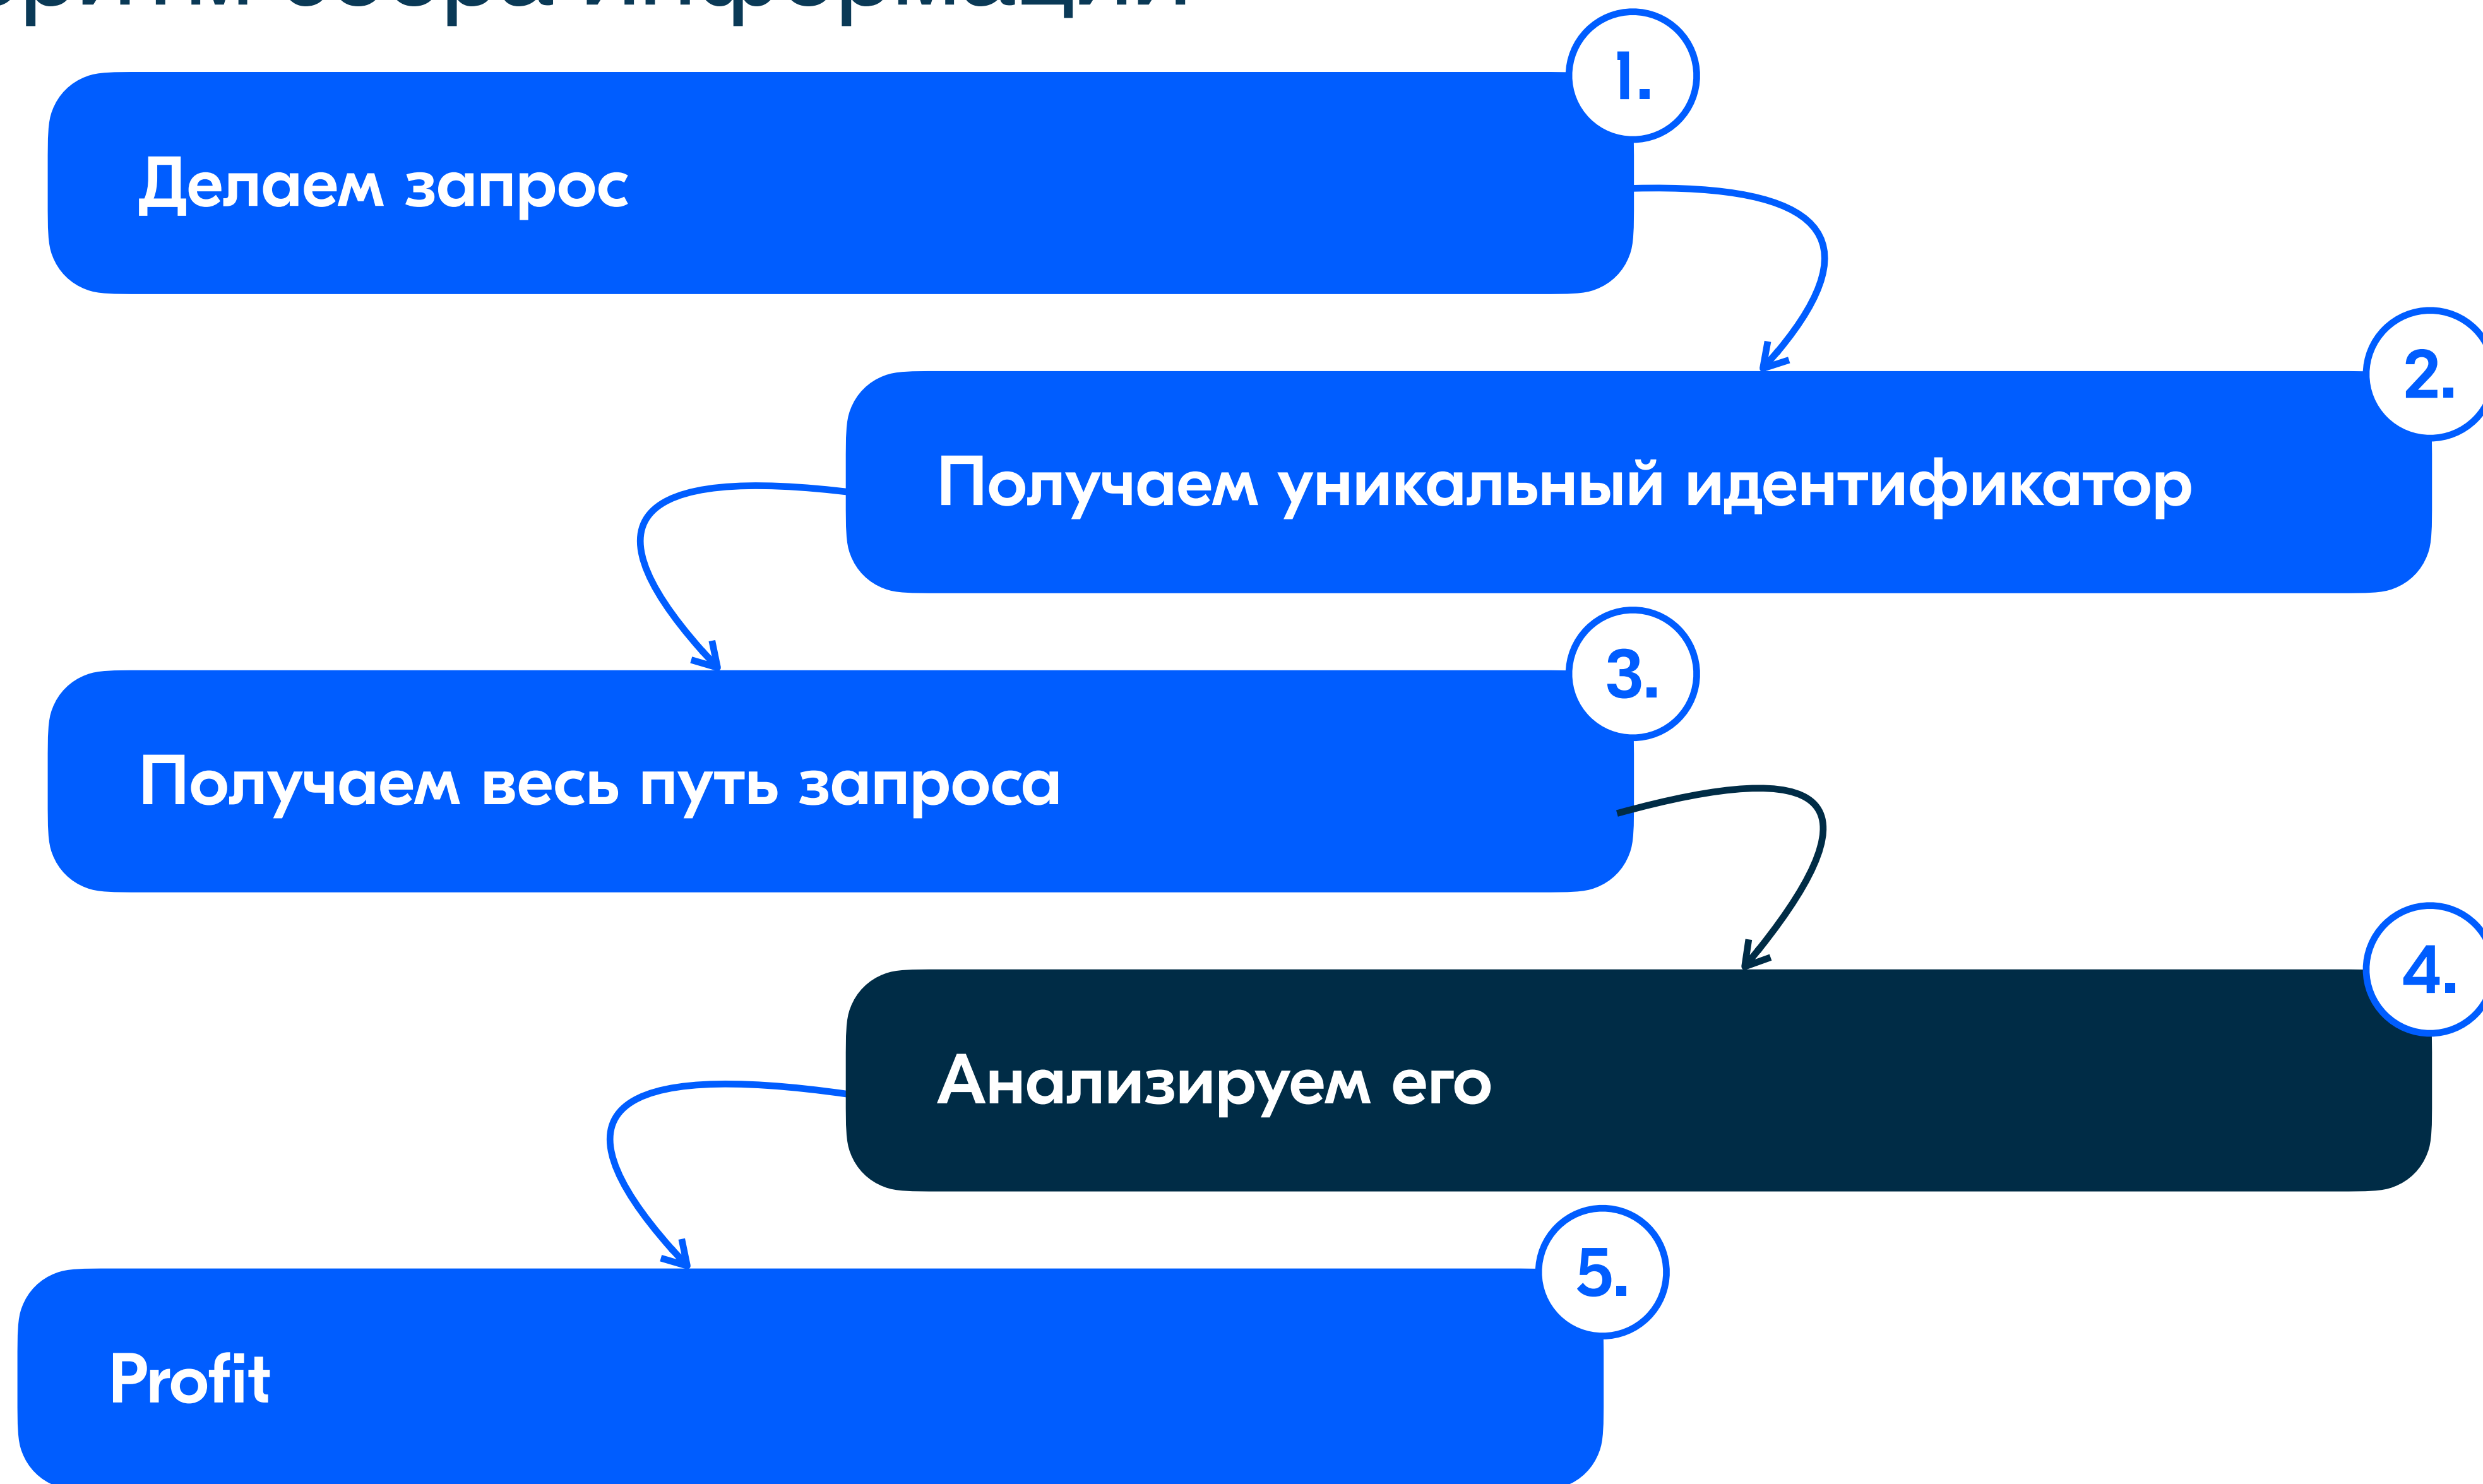 1.
Делаем запрос
2.
Получаем уникальный идентификатор
3.
Получаем весь путь запроса
4.
Анализируем его
5.
Profit